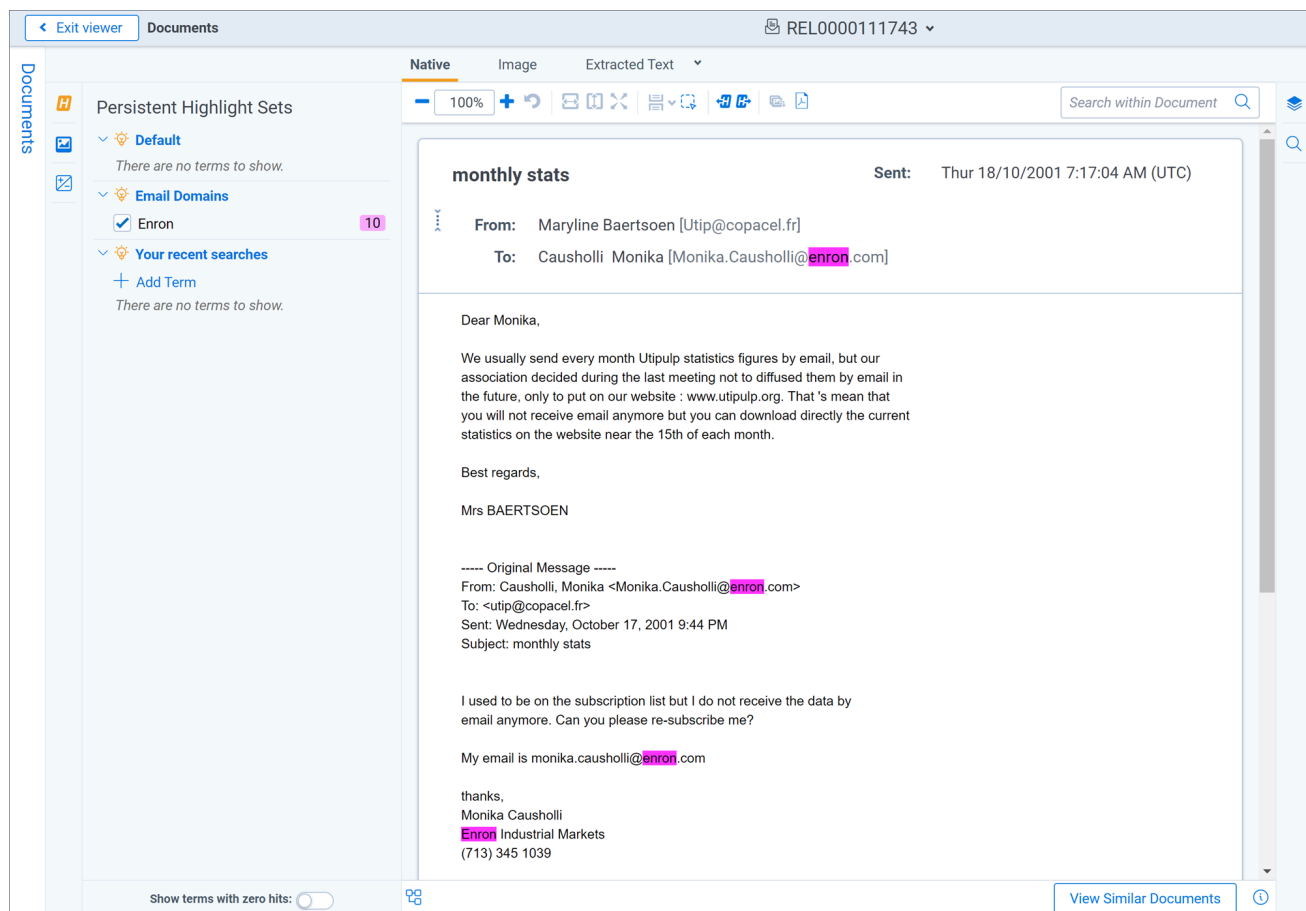 Exit viewer
Documents
REL0000111743
Documents
Native
Image
Extracted Text
Persistent Highlight Sets
100%
Search within Document
Default
There are no terms to show.
Email Domains
Enron
10
Your recent searches
Add Term
There are no terms to show.
monthly stats
Sent: Thur 18/10/2001 7:17:04 AM (UTC)
From: Maryline Baertsoen [Utip@copacel.fr]
To: Causholli Monika [Monika.Causholli@enron.com]
Dear Monika,
We usually send every month Utipulp statistics figures by email, but our
association decided during the last meeting not to diffused them by email in
the future, only to put on our website : www.utipulp.org. That 's mean that
you will not receive email anymore but you can download directly the current
statistics on the website near the 15th of each month.
Best regards,
Mrs BAERTSOEN
----- Original Message -----
From: Causholli, Monika <Monika.Causholli@enron.com>
To: <utip@copacel.fr>
Sent: Wednesday, October 17, 2001 9:44 PM
Subject: monthly stats
I used to be on the subscription list but I do not receive the data by
email anymore. Can you please re-subscribe me?
My email is monika.causholli@enron.com
thanks,
Monika Causholli
Enron Industrial Markets
(713) 345 1039
Show terms with zero hits:
View Similar Documents